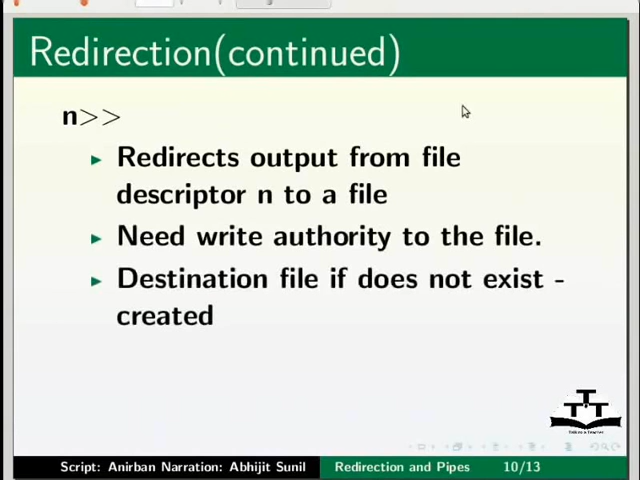 Redirection(continued)
n>>
Redirects output from file
descriptor n to a file
Need write authority to the file.
Destination file if does not exist -
created
Script: Anirban Narration: Abhijit Sunil Redirection and Pipes 10/13